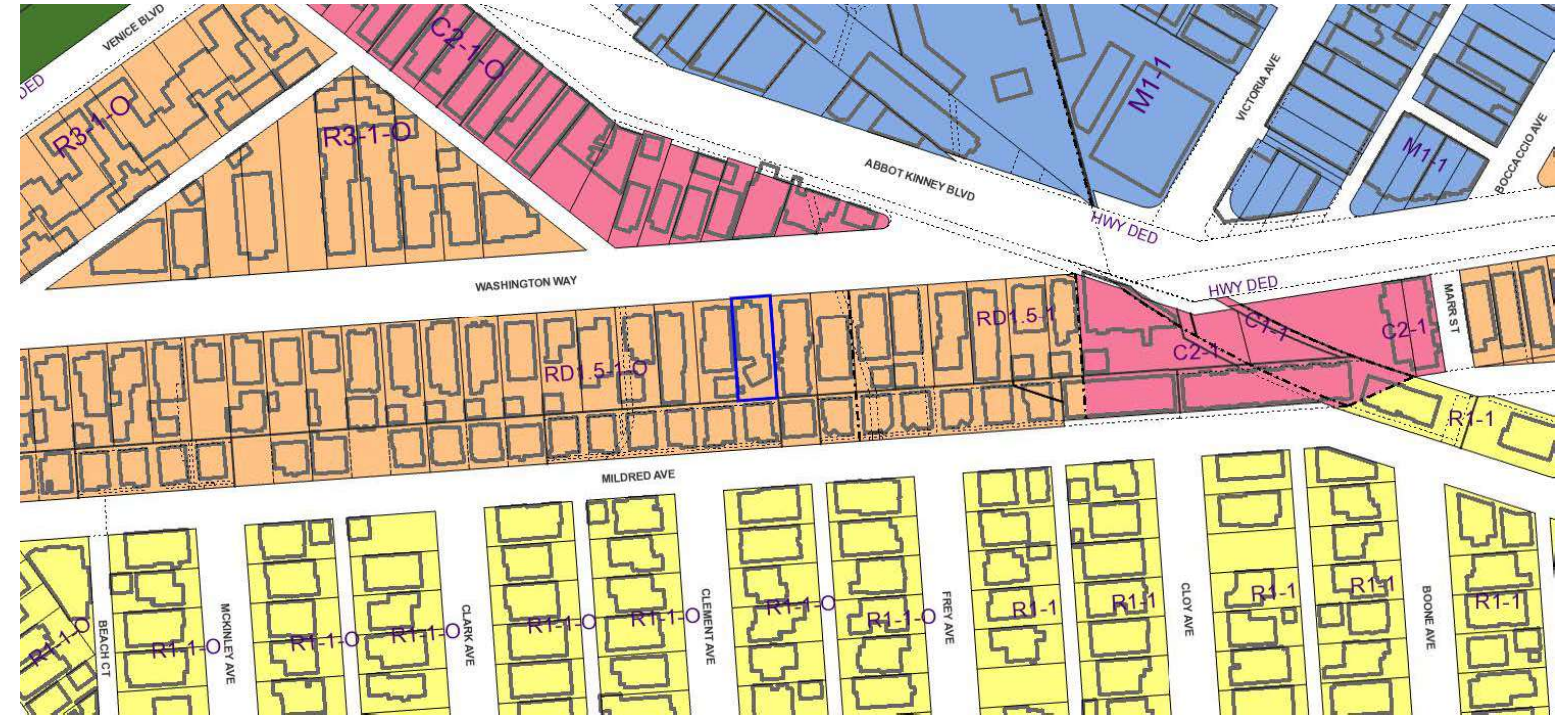 VENICE BLVD
DED
C2-1-O
R3-1-O
R3-1-O
M1-1
VICTORIA AVE
M1-1
BOCCACCIO AVE
ABBOT KINNEY BLVD
HWY DED
WASHINGTON WAY
HWY DED
MARR ST
RD1.5-1
C1-1
C2-1
C2-1
RD1.5-1-O
R1-1
MILDRED AVE
R1-1-O
BEACH CT
R1-1-O
MCKINLEY AVE
R1-1-O
R1-1-O
CLARK AVE
R1-1-O
R1-1-O
CLEMENT AVE
R1-1-O
R1-1-O
FREY AVE
R1-1
R1-1
CLOY AVE
R1-1
R1-1
BOONE AVE
R1-1